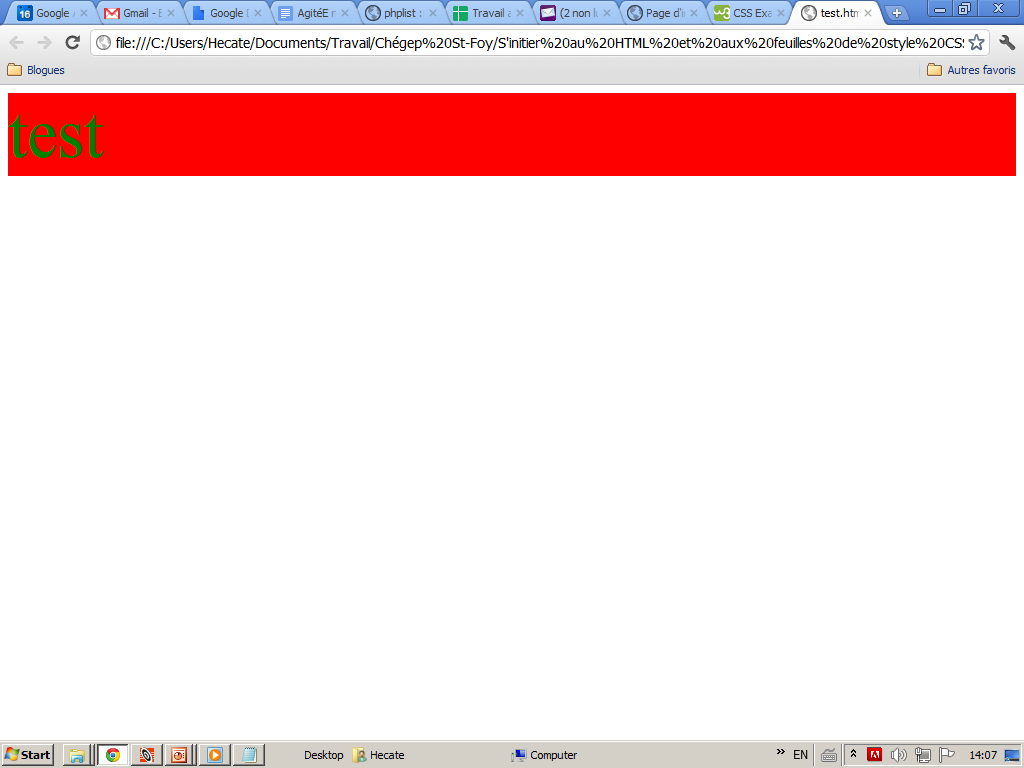 16 Google
Gmail - E
Google
AgitéE
phplist :
Travail
(2 non
Page d'i
w3 CSS Exa
test.htm
file:///C:/Users/Hecate/Documents/Travail/Chégep%20St-Foy/S'initier%20au%20HTML%20et%20aux%20feuilles%20de%20style%20CSS
Blogues
Autres favoris
test
Start
Desktop
Hecate
Computer
EN
14:07